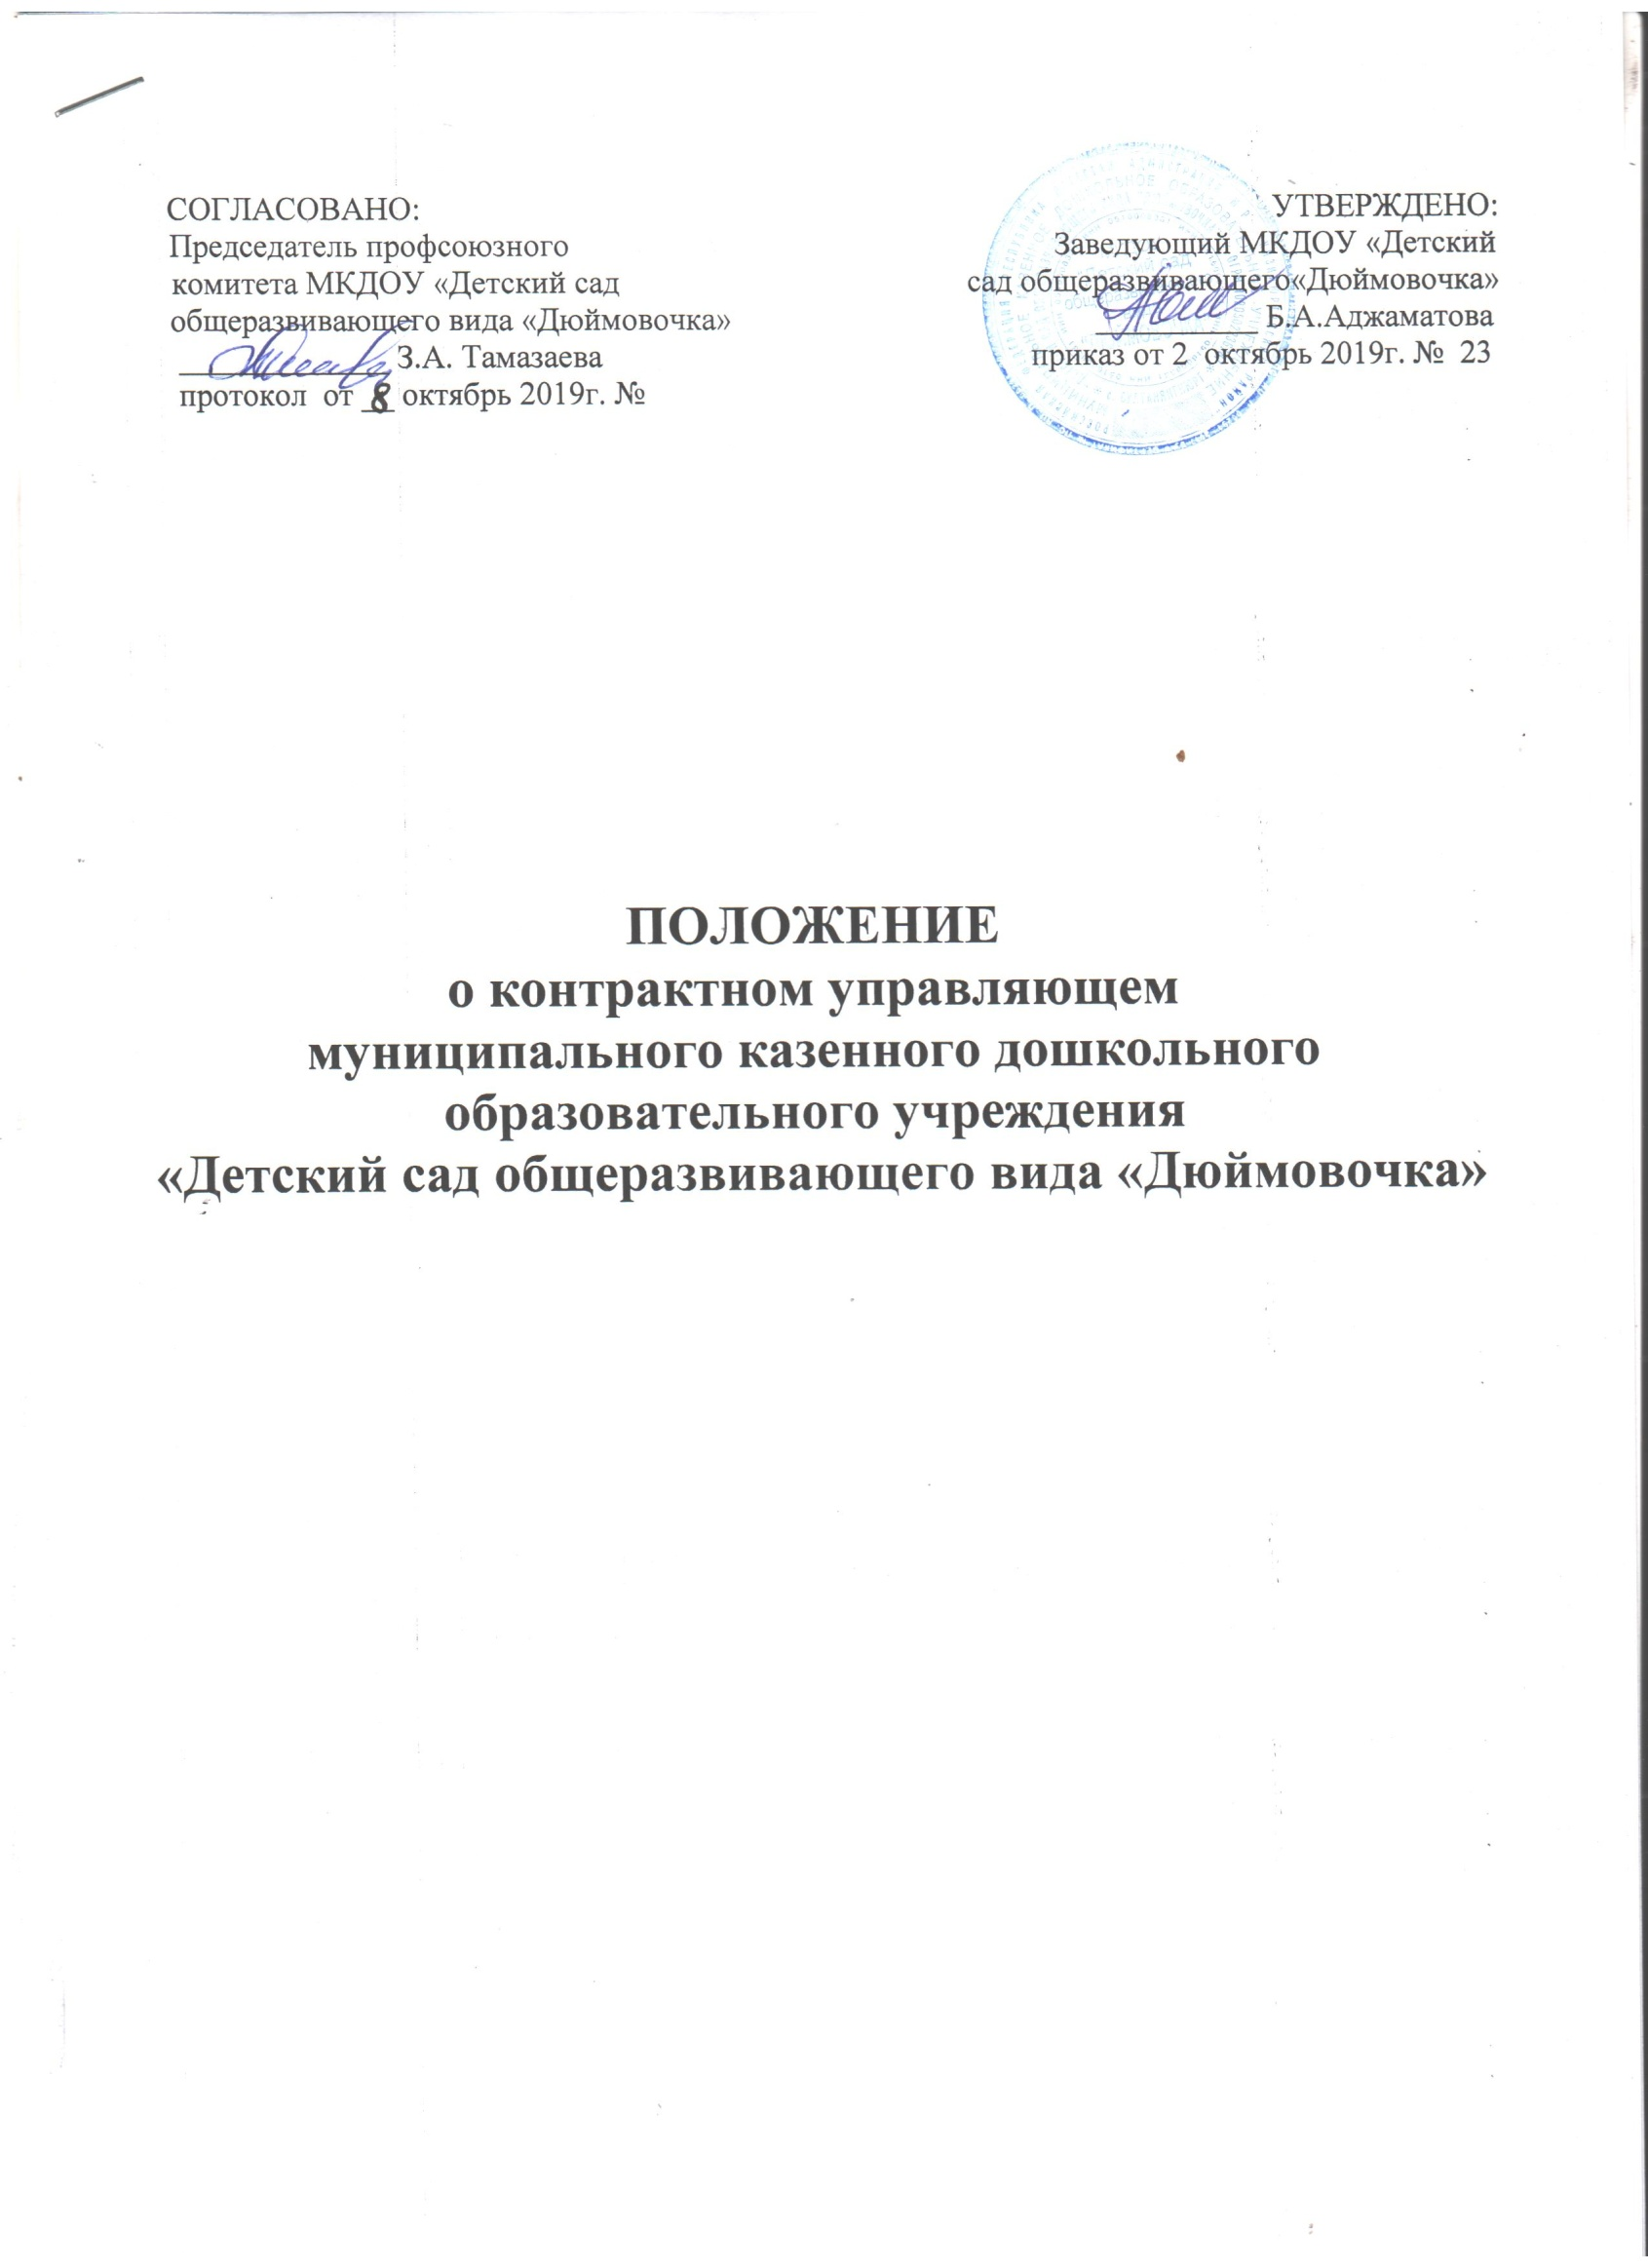 СОГЛАСОВАНО:
Председатель профсоюзного
комитета МКДОУ «Детский сад
общеразвивающего вида «Дюймовочка»
З.А. Тамазаева
протокол от 8 октябрь 2019г. №
УТВЕРЖДЕНО:
Заведующий МКДОУ «Детский
сад общеразвивающего«Дюймовочка»
Б.А.Аджаматова
приказ от 2 октябрь 2019г. № 23
ПОЛОЖЕНИЕ
о контрактном управляющем
муниципального казенного дошкольного
образовательного учреждения
«Детский сад общеразвивающего вида «Дюймовочка»